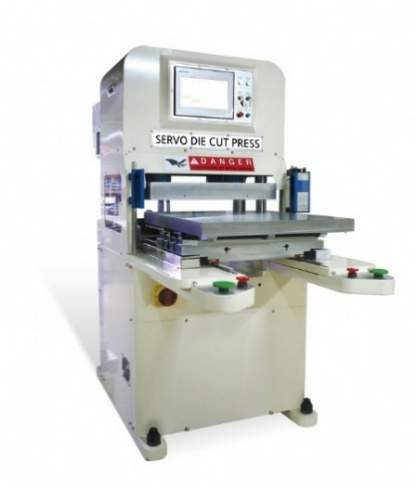 SERVO DIE CUT PRESS
DANGER